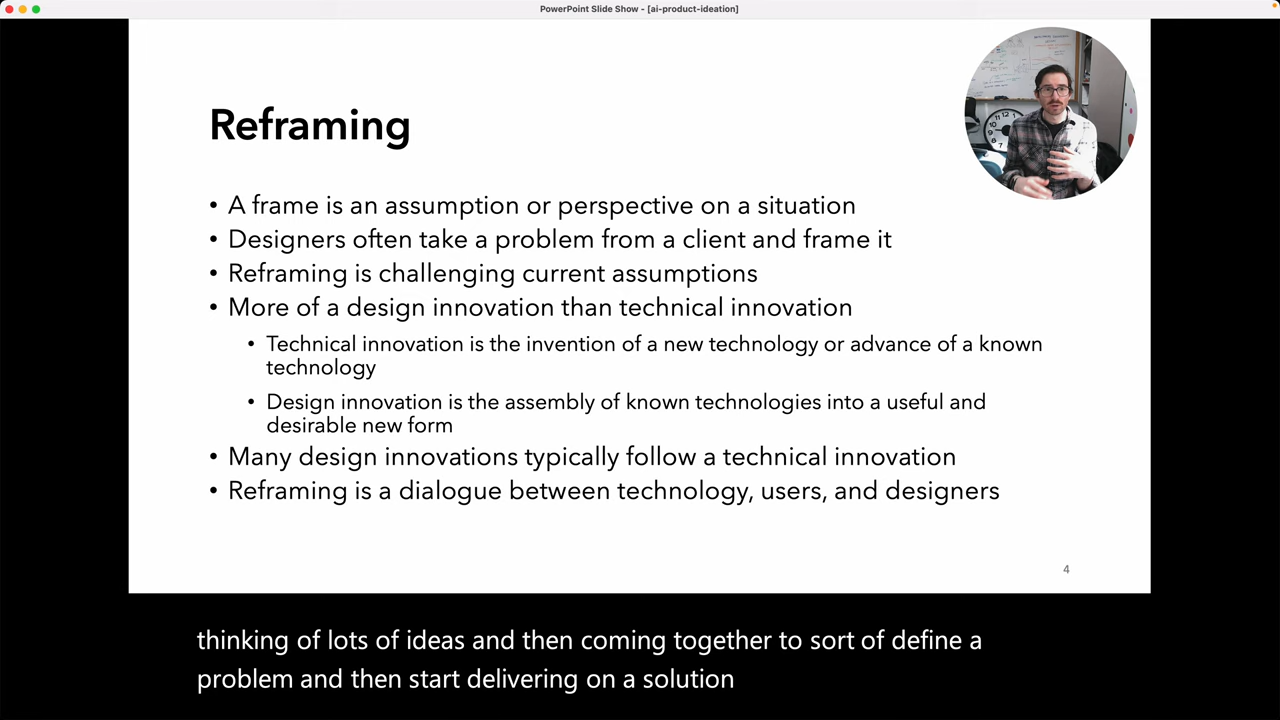 PowerPoint Slide Show - [ai-product-ideation]
Reframing
• A frame is an assumption or perspective on a situation
• Designers often take a problem from a client and frame it
• Reframing is challenging current assumptions
• More of a design innovation than technical innovation
• Technical innovation is the invention of a new technology or advance of a known
technology
• Design innovation is the assembly of known technologies into a useful and
desirable new form
• Many design innovations typically follow a technical innovation
• Reframing is a dialogue between technology, users, and designers
4
thinking of lots of ideas and then coming together to sort of define a
problem and then start delivering on a solution